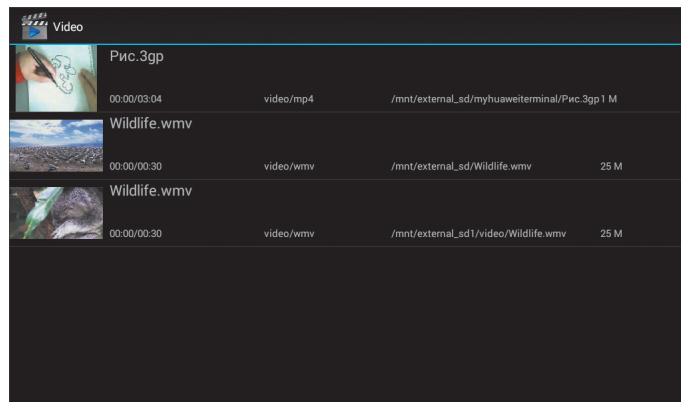 Video
Рис.3gp
00:00/03:04 video/mp4 /mnt/external_sd/myhuaweiterminal/Рис.3gp 1 M
Wildlife.wmv
00:00/00:30 video/wmv /mnt/external_sd/Wildlife.wmv 25 M
Wildlife.wmv
00:00/00:30 video/wmv /mnt/external_sd1/video/Wildlife.wmv 25 M